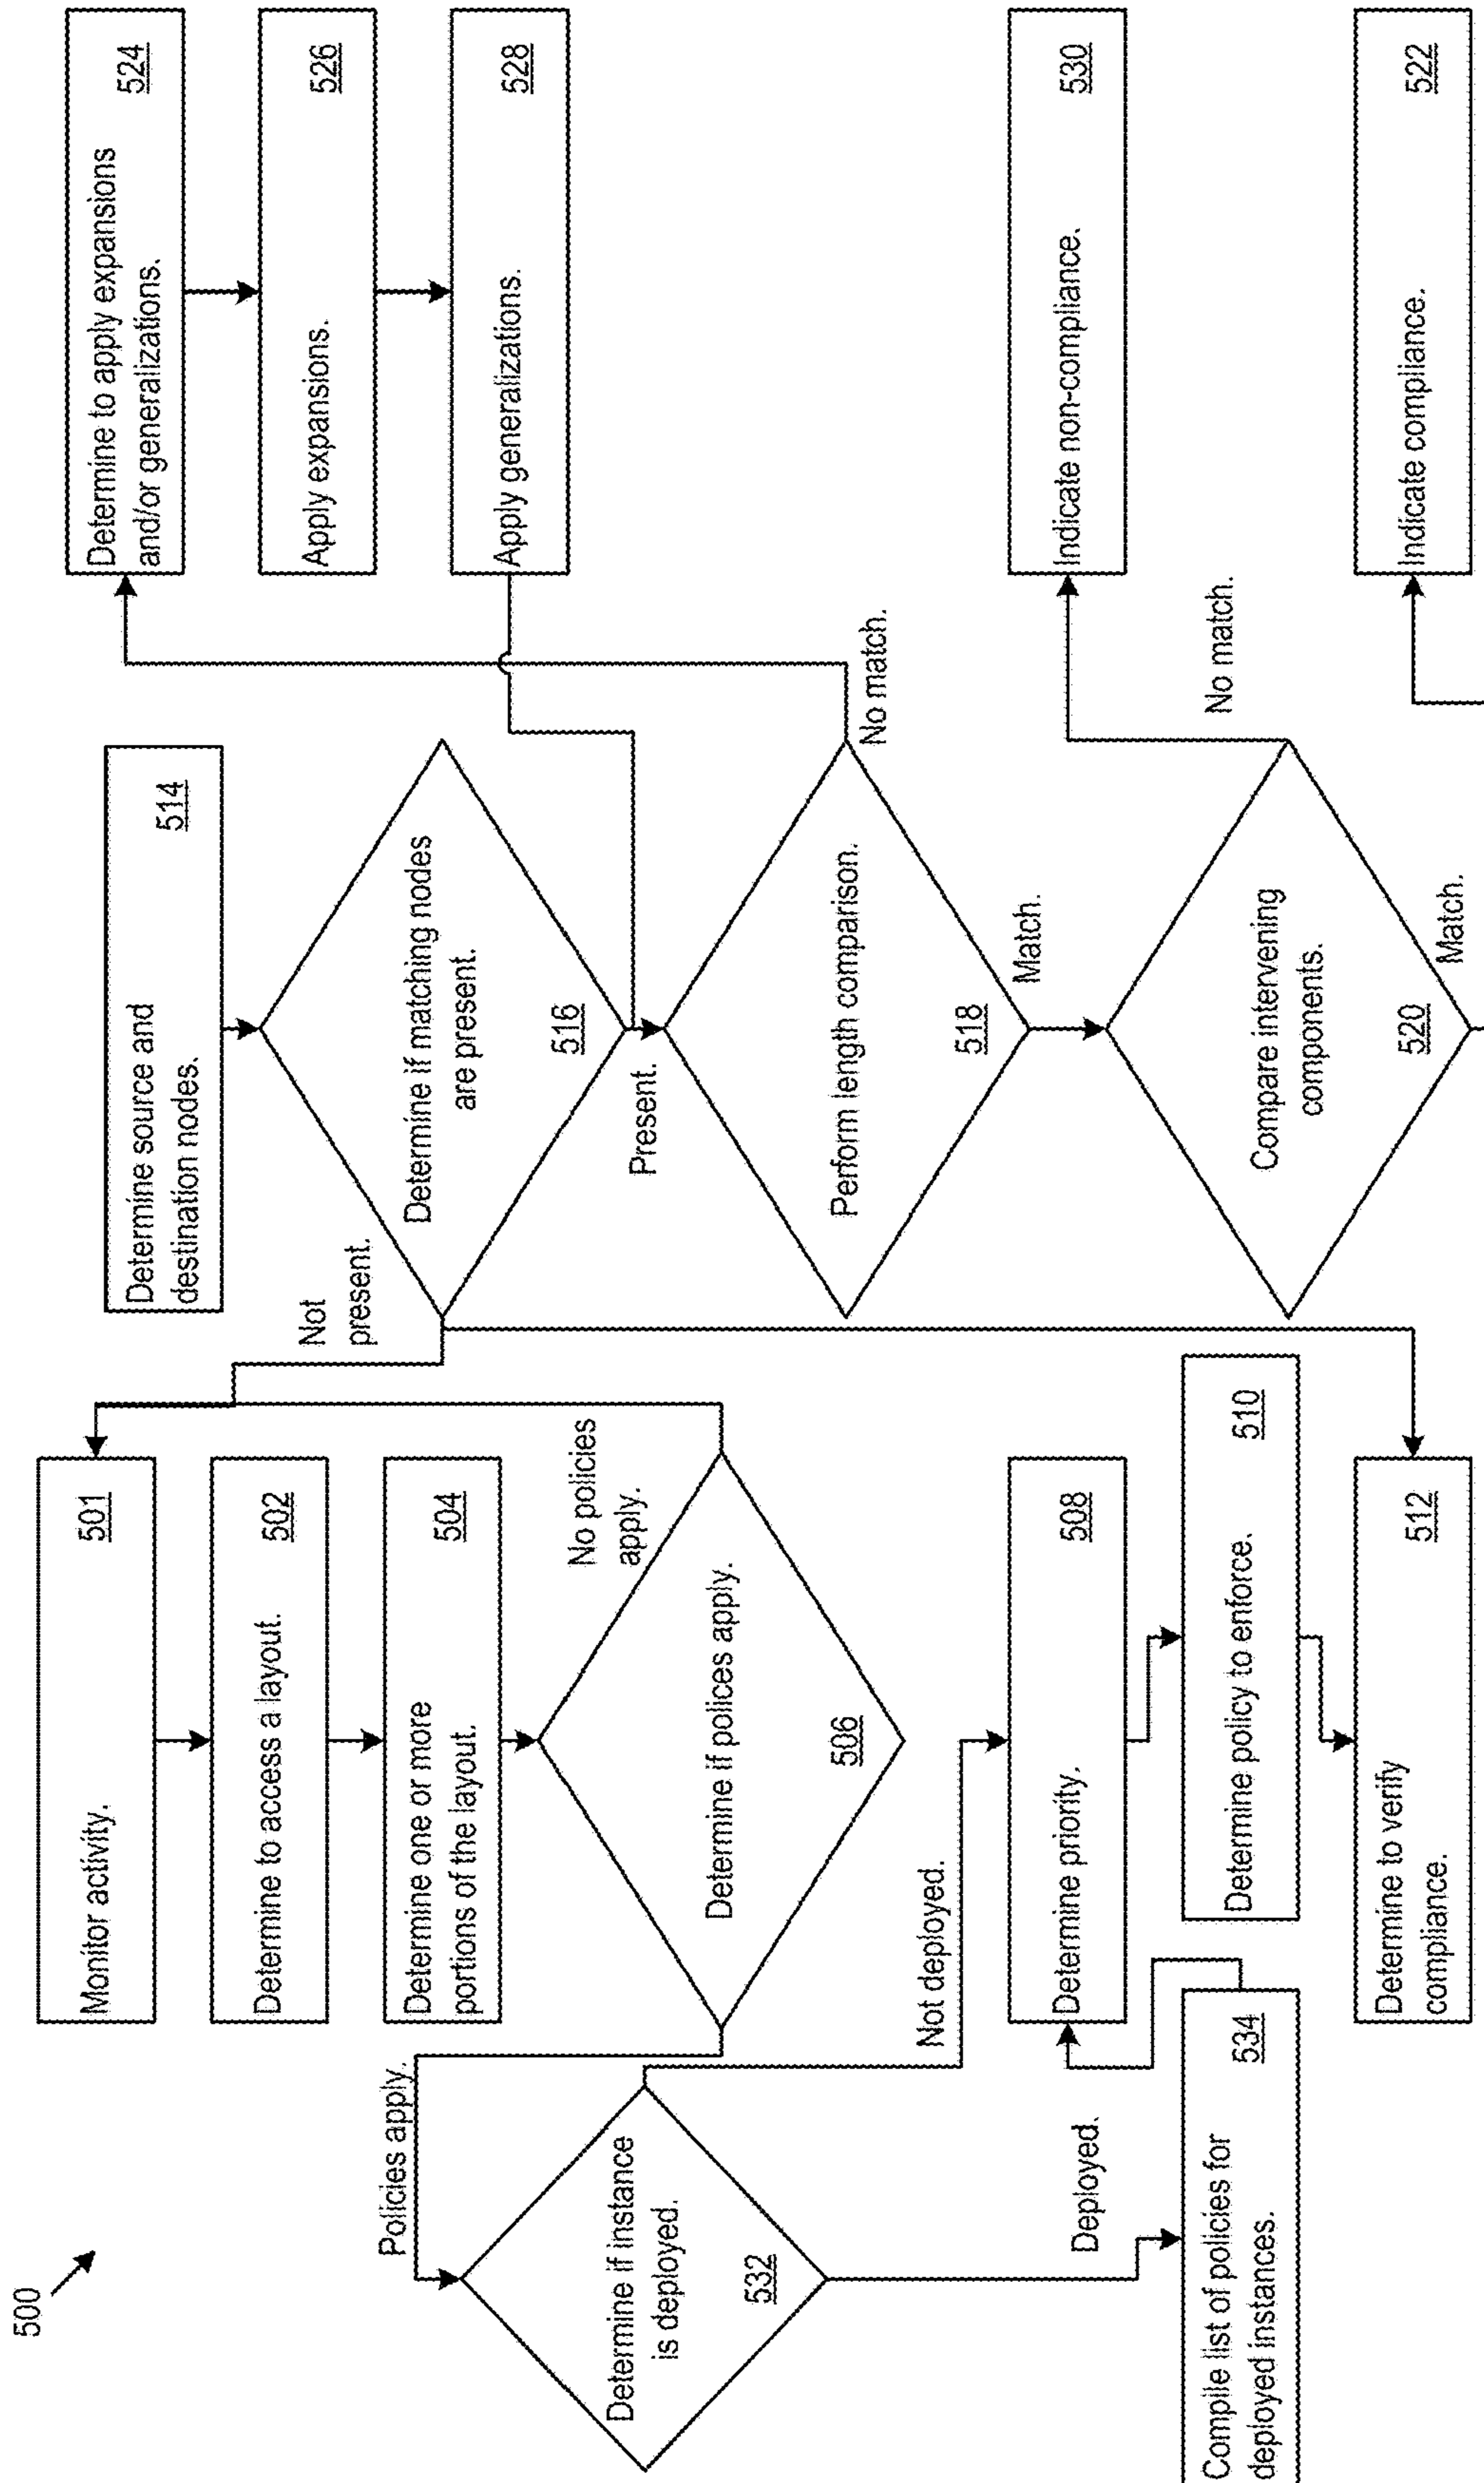 500
Monitor activity.
501
Determine to access a layout.
502
Determine one or more
portions of the layout.
504
Determine if polices apply.
506
No policies
apply.
Policies apply.
Determine if instance
is deployed.
532
Not deployed.
Deployed.
Compile list of policies for
deployed instances.
534
Determine priority.
508
Determine policy to enforce.
510
Determine to verify
compliance.
512
Determine source and
destination nodes.
514
Determine if matching nodes
are present.
516
Not
present.
Present.
Perform length comparison.
518
No match.
Match.
Compare intervening
components.
520
No match.
Match.
Determine to apply expansions
and/or generalizations.
524
Apply expansions.
526
Apply generalizations.
528
Indicate non-compliance.
530
Indicate compliance.
522